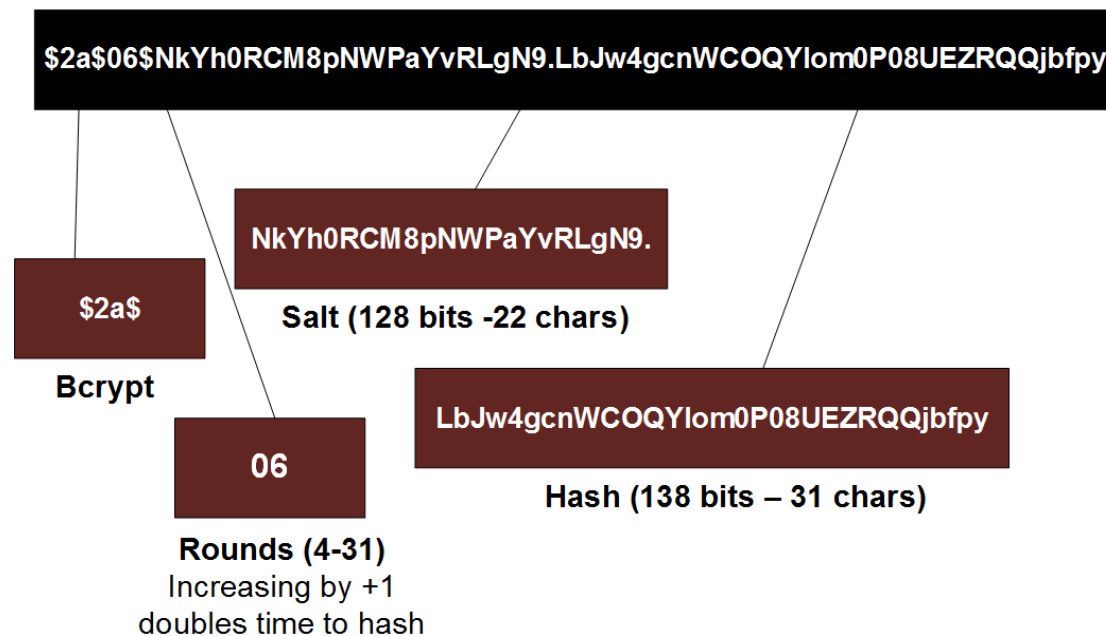 $2a$06$NkYh0RCM8pNWPaYvRLgN9.LbJw4gcnWCOQYIom0P08UEZRQQjbfpy
NkYh0RCM8pNWPaYvRLgN9.
Salt (128 bits -22 chars)
$2a$
Bcrypt
LbJw4gcnWCOQYIom0P08UEZRQQjbfpy
Hash (138 bits – 31 chars)
06
Rounds (4-31)
Increasing by +1
doubles time to hash